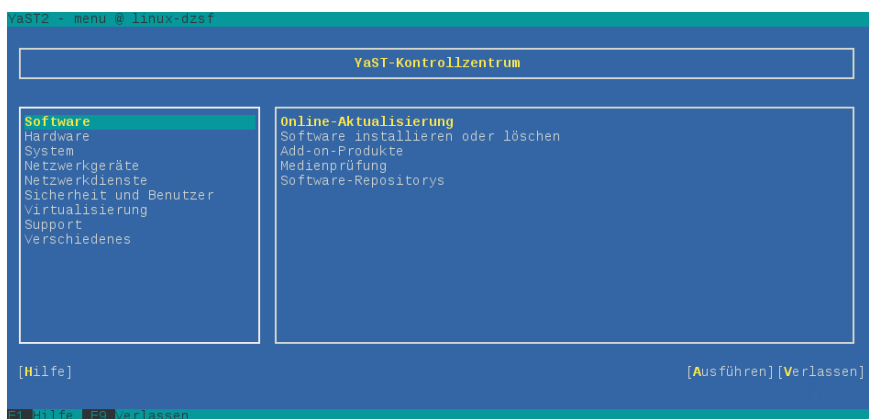 YaST2 - menu @ linux-dzsf
YaST-Kontrollzentrum
Software
Hardware
System
Netzwerkgeräte
Netzwerkdienste
Sicherheit und Benutzer
Virtualisierung
Support
Verschiedenes
Online-Aktualisierung
Software installieren oder löschen
Add-on-Produkte
Medienprüfung
Software-Repositorys
[Hilfe] [Ausführen][Verlassen]
F1 Hilfe F9 Verlassen